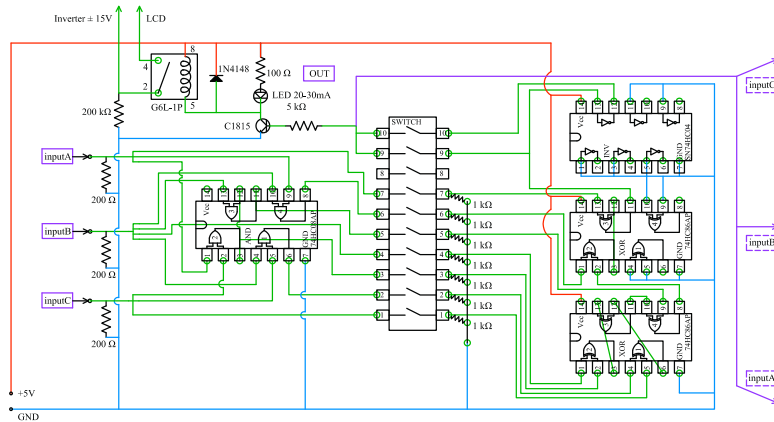 Inverter ± 15V
LCD
8
4
2
5
G6L-1P
1N4148
100 Ω
OUT
LED 20-30mA
5 kΩ
C1815
200 kΩ
SWITCH
10
9
8
7
6
5
4
3
2
1
10
9
8
7
6
5
4
3
2
1
1 kΩ
1 kΩ
1 kΩ
1 kΩ
1 kΩ
1 kΩ
1 kΩ
inputA
200 Ω
inputB
200 Ω
inputC
200 Ω
Vcc
AND
GND
74HC08AP
Vcc
INV
GND
Vcc
XOR
GND
74HC86AP
Vcc
XOR
GND
74HC86AP
inputC
inputB
inputA
+5V
GND